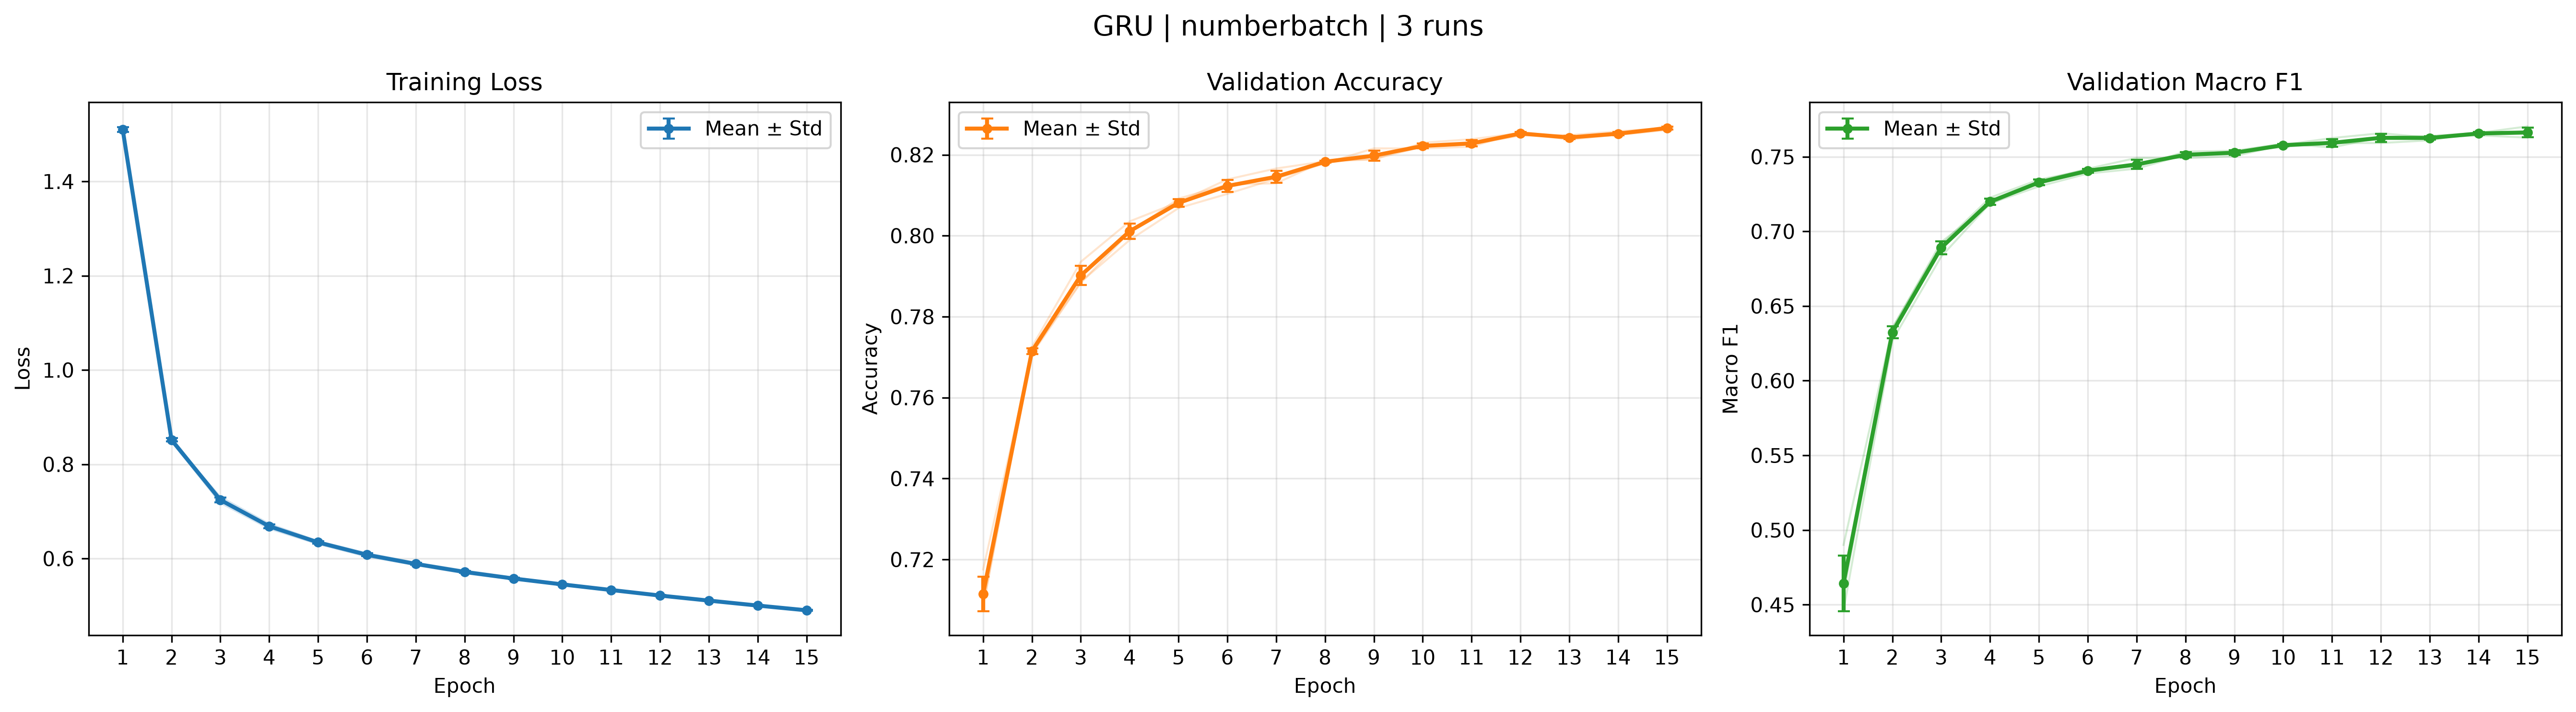 GRU | numberbatch | 3 runs
Training Loss
Mean ± Std
Loss
1.4
1.2
1.0
0.8
0.6
1 2 3 4 5 6 7 8 9 10 11 12 13 14 15
Epoch
Validation Accuracy
Mean ± Std
Accuracy
0.82
0.80
0.78
0.76
0.74
0.72
1 2 3 4 5 6 7 8 9 10 11 12 13 14 15
Epoch
Validation Macro F1
Mean ± Std
Macro F1
0.75
0.70
0.65
0.60
0.55
0.50
0.45
1 2 3 4 5 6 7 8 9 10 11 12 13 14 15
Epoch